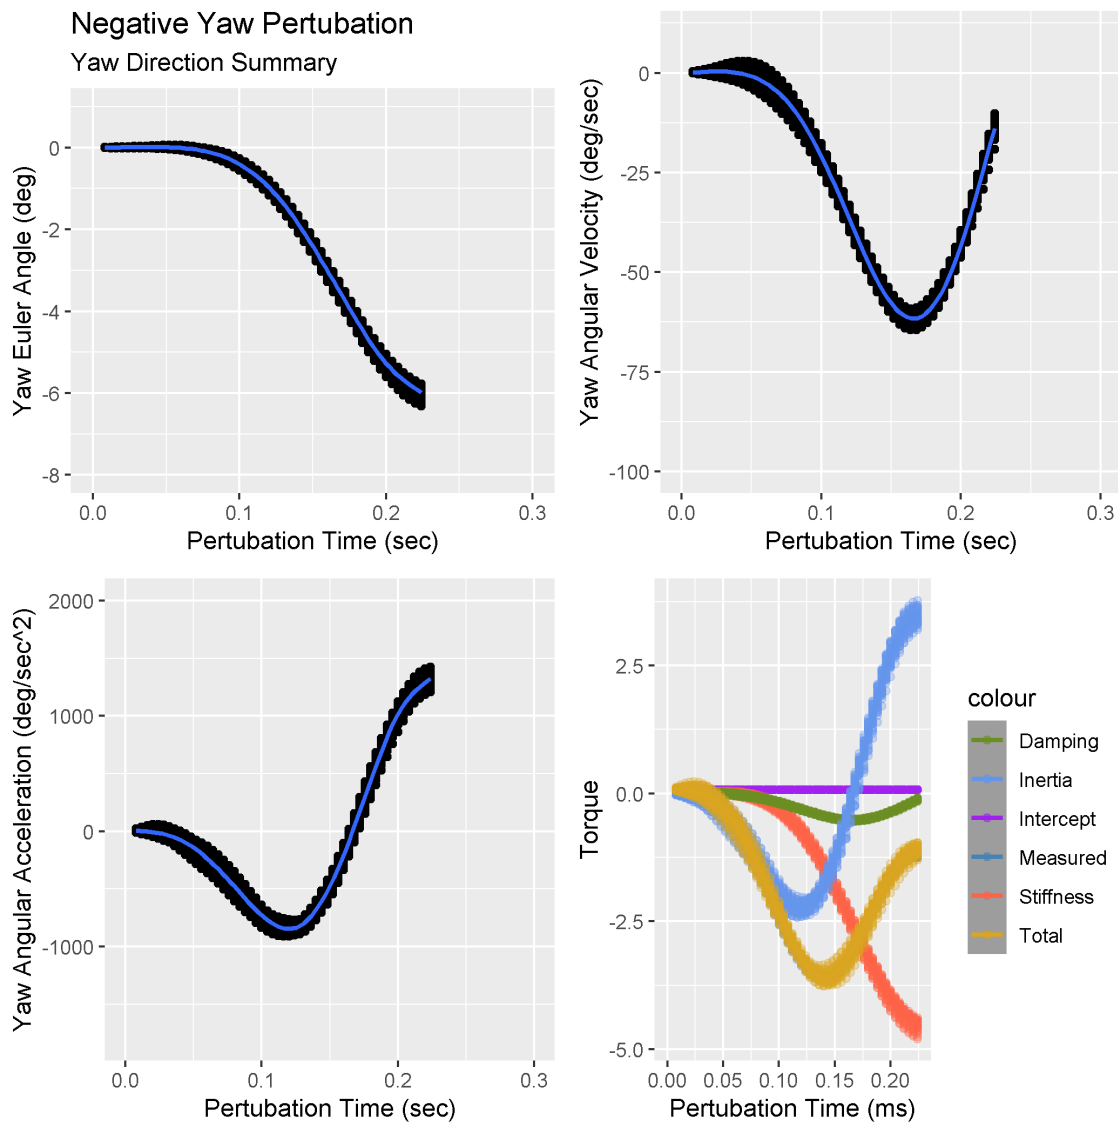 Negative Yaw Pertubation
Yaw Direction Summary
Yaw Euler Angle (deg)
0
-2
-4
-6
-8
0.0
0.1
0.2
0.3
Pertubation Time (sec)
Yaw Angular Velocity (deg/sec)
0
-25
-50
-75
-100
0.0
0.1
0.2
0.3
Pertubation Time (sec)
Yaw Angular Acceleration (deg/sec^2)
2000
1000
0
-1000
0.0
0.1
0.2
0.3
Pertubation Time (sec)
Torque
2.5
0.0
-2.5
-5.0
0.00
0.05
0.10
0.15
0.20
Pertubation Time (ms)
colour
Damping
Inertia
Intercept
Measured
Stiffness
Total